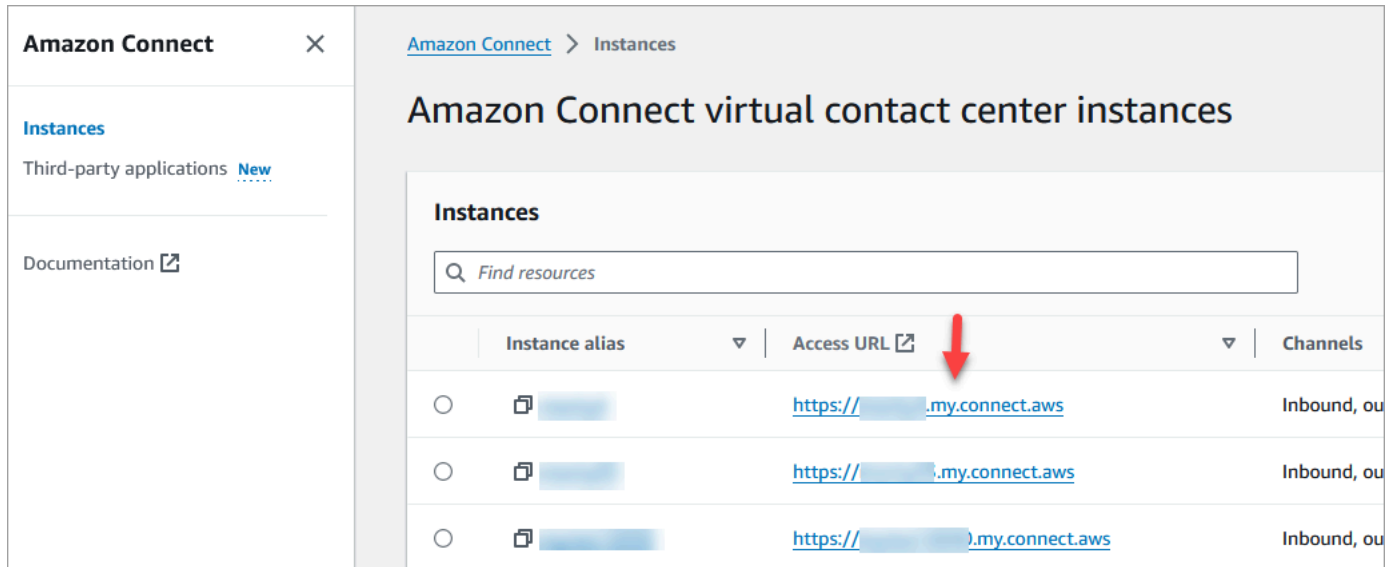 Amazon Connect
Instances
Third-party applications New
Documentation
Amazon Connect > Instances
Amazon Connect virtual contact center instances
Instances
Find resources
Instance alias Access URL Channels
https:// .my.connect.aws Inbound, ou
https:// .my.connect.aws Inbound, ou
https:// .my.connect.aws Inbound, ou